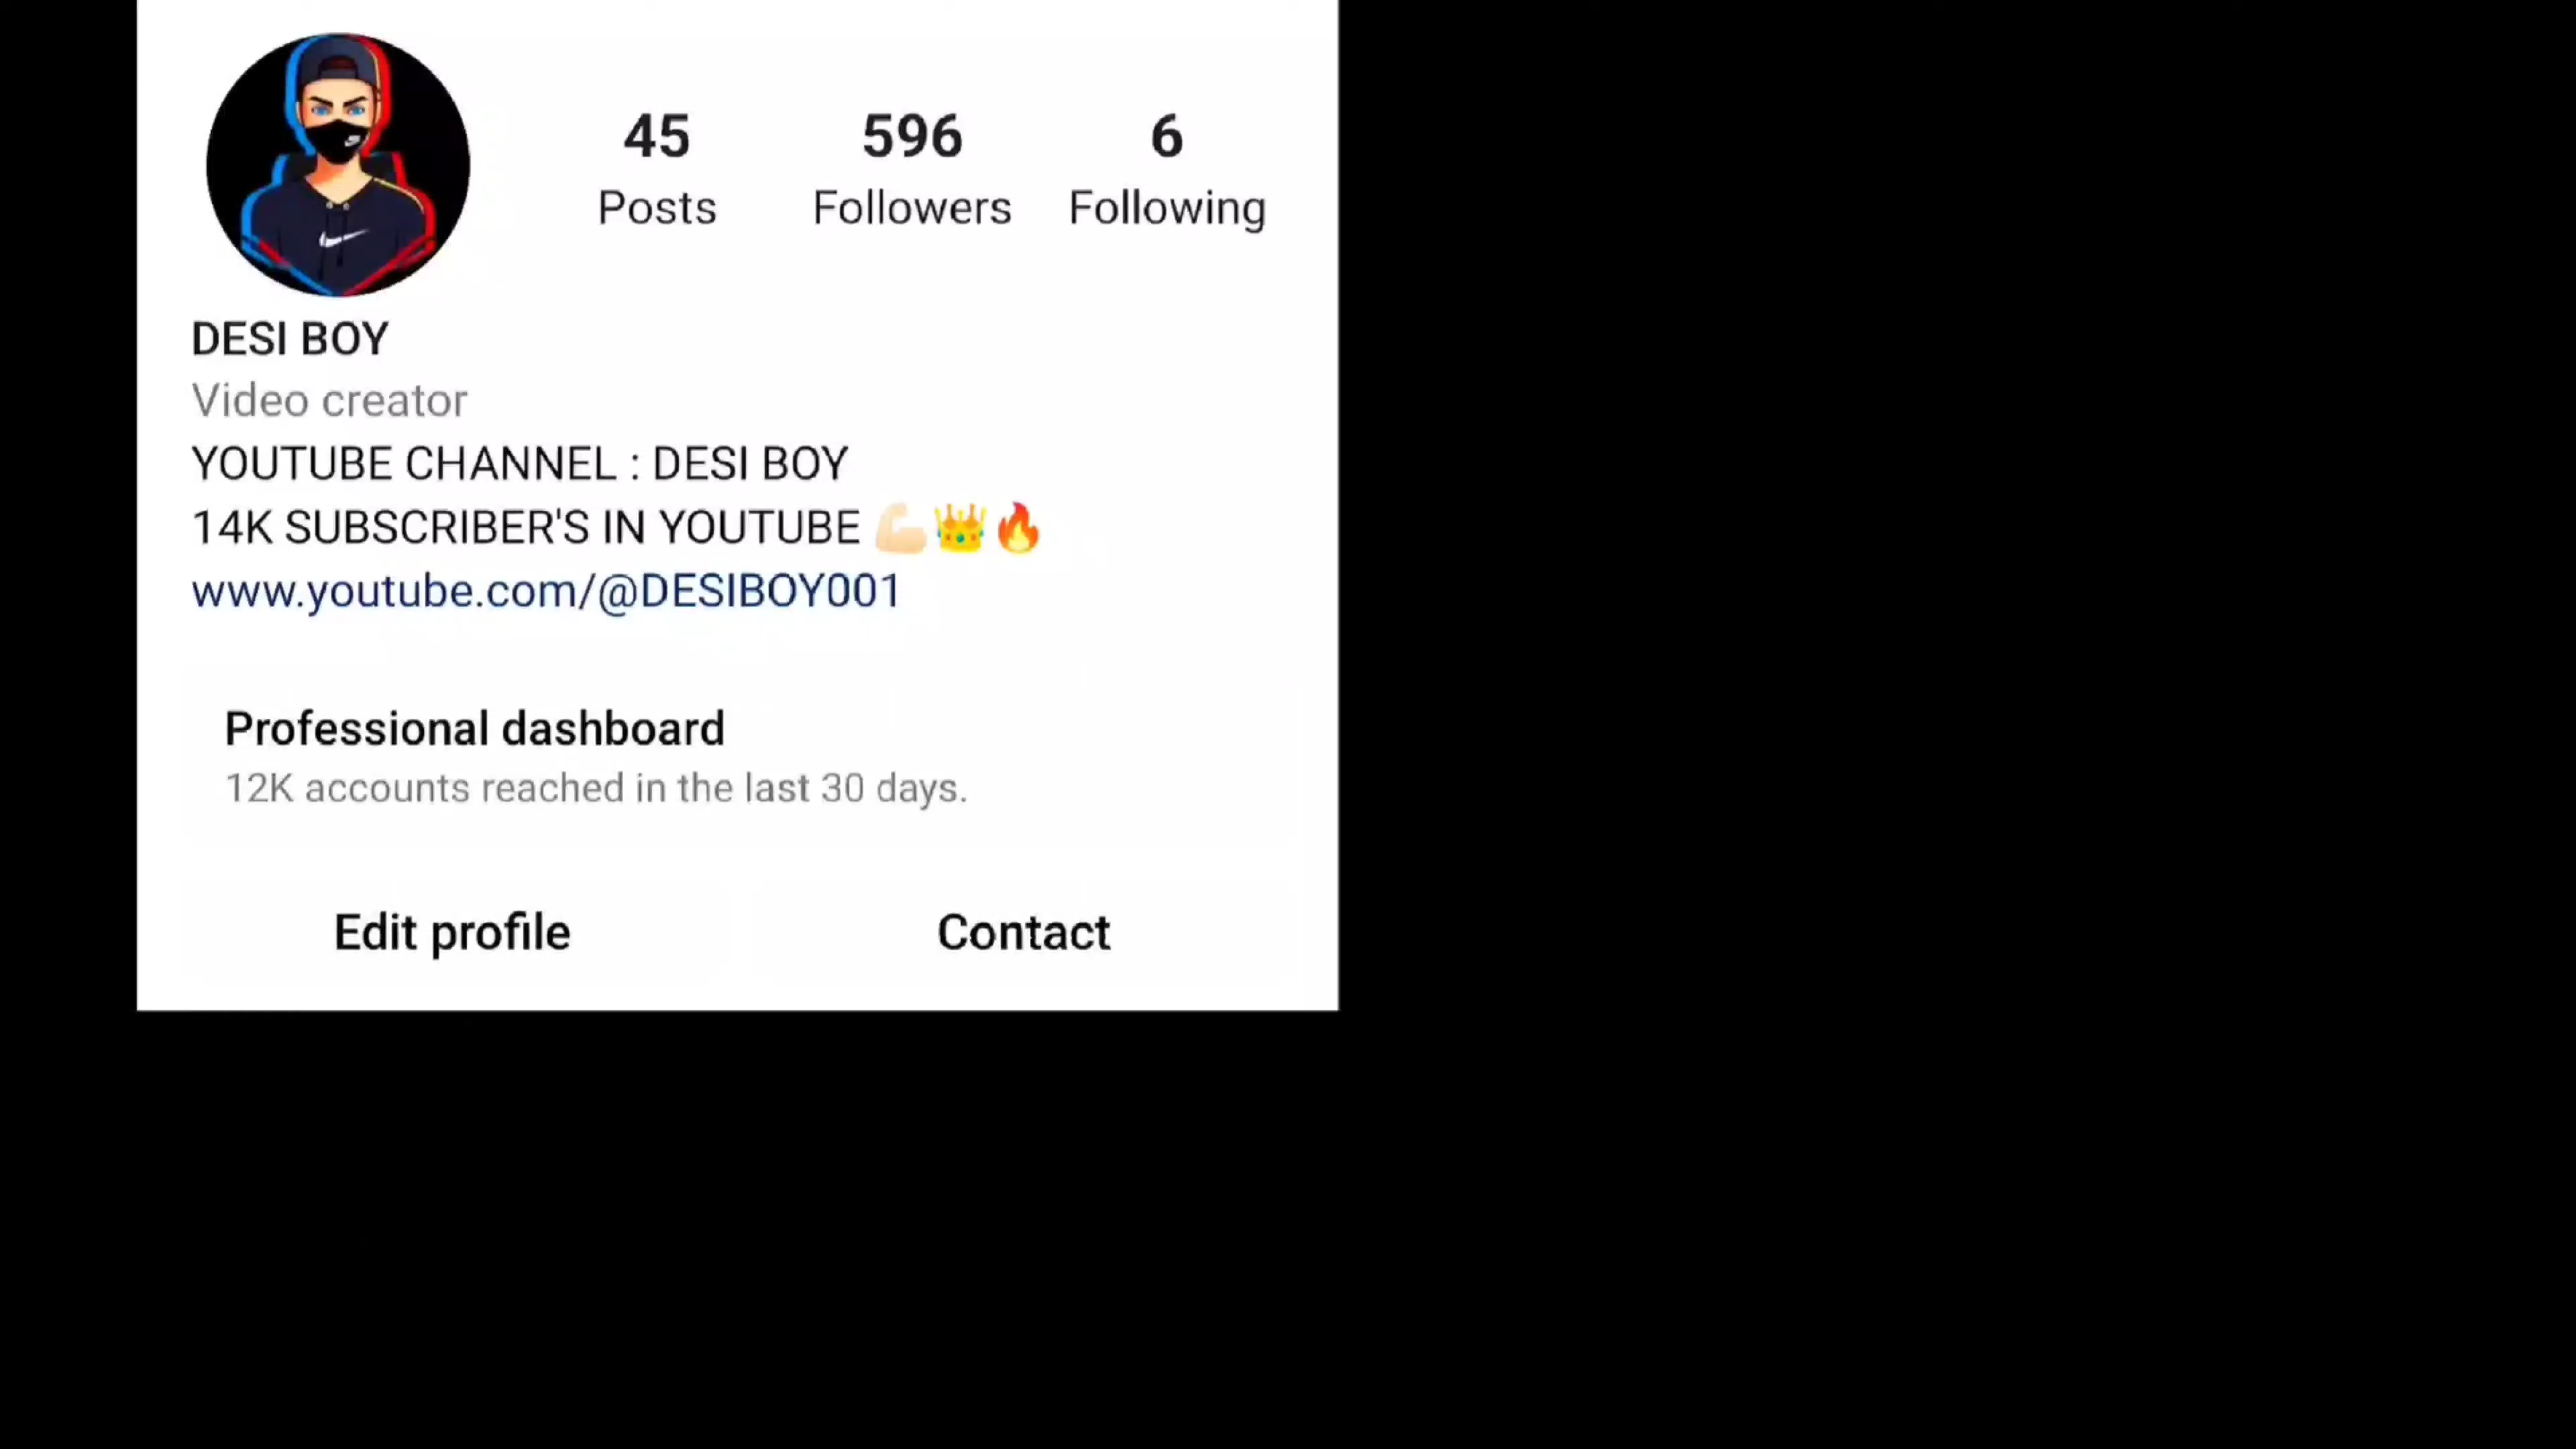 45 596 6
Posts Followers Following
DESI BOY
Video creator
YOUTUBE CHANNEL : DESI BOY
14K SUBSCRIBER'S IN YOUTUBE 💪🏻👑🔥
www.youtube.com/@DESIBOY001
Professional dashboard
12K accounts reached in the last 30 days.
Edit profile Contact